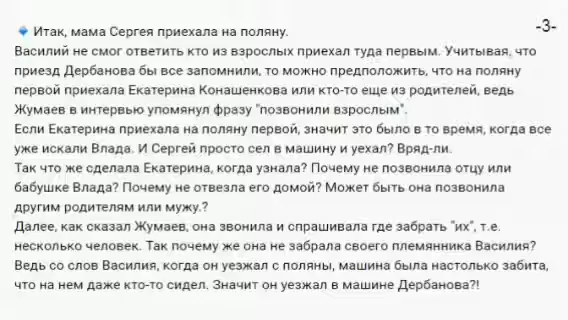 Итак, мама Сергея приехала на поляну.
-3-
Василий не смог ответить кто из взрослых приехал туда первым. Учитывая, что
приезд Дербанова бы все запомнили, то можно предположить, что на поляну
первой приехала Екатерина Конашенкова или кто-то еще из родителей, ведь
Жумаев в интервью упомянул фразу "позвонили взрослым".
Если Екатерина приехала на поляну первой, значит это было в то время, когда все
уже искали Влада. И Сергей просто сел в машину и уехал? Вряд-ли.
Так что же сделала Екатерина, когда узнала? Почему не позвонила отцу или
бабушке Влада? Почему не отвезла его домой? Может быть она позвонила
другим родителям или мужу.?
Далее, как сказал Жумаев, она звонила и спрашивала где забрать "их", т.е.
несколько человек. Так почему же она не забрала своего племянника Василия?
Ведь со слов Василия, когда он уезжал с поляны, машина была настолько забита,
что на нем даже кто-то сидел. Значит он уезжал в машине Дербанова?!